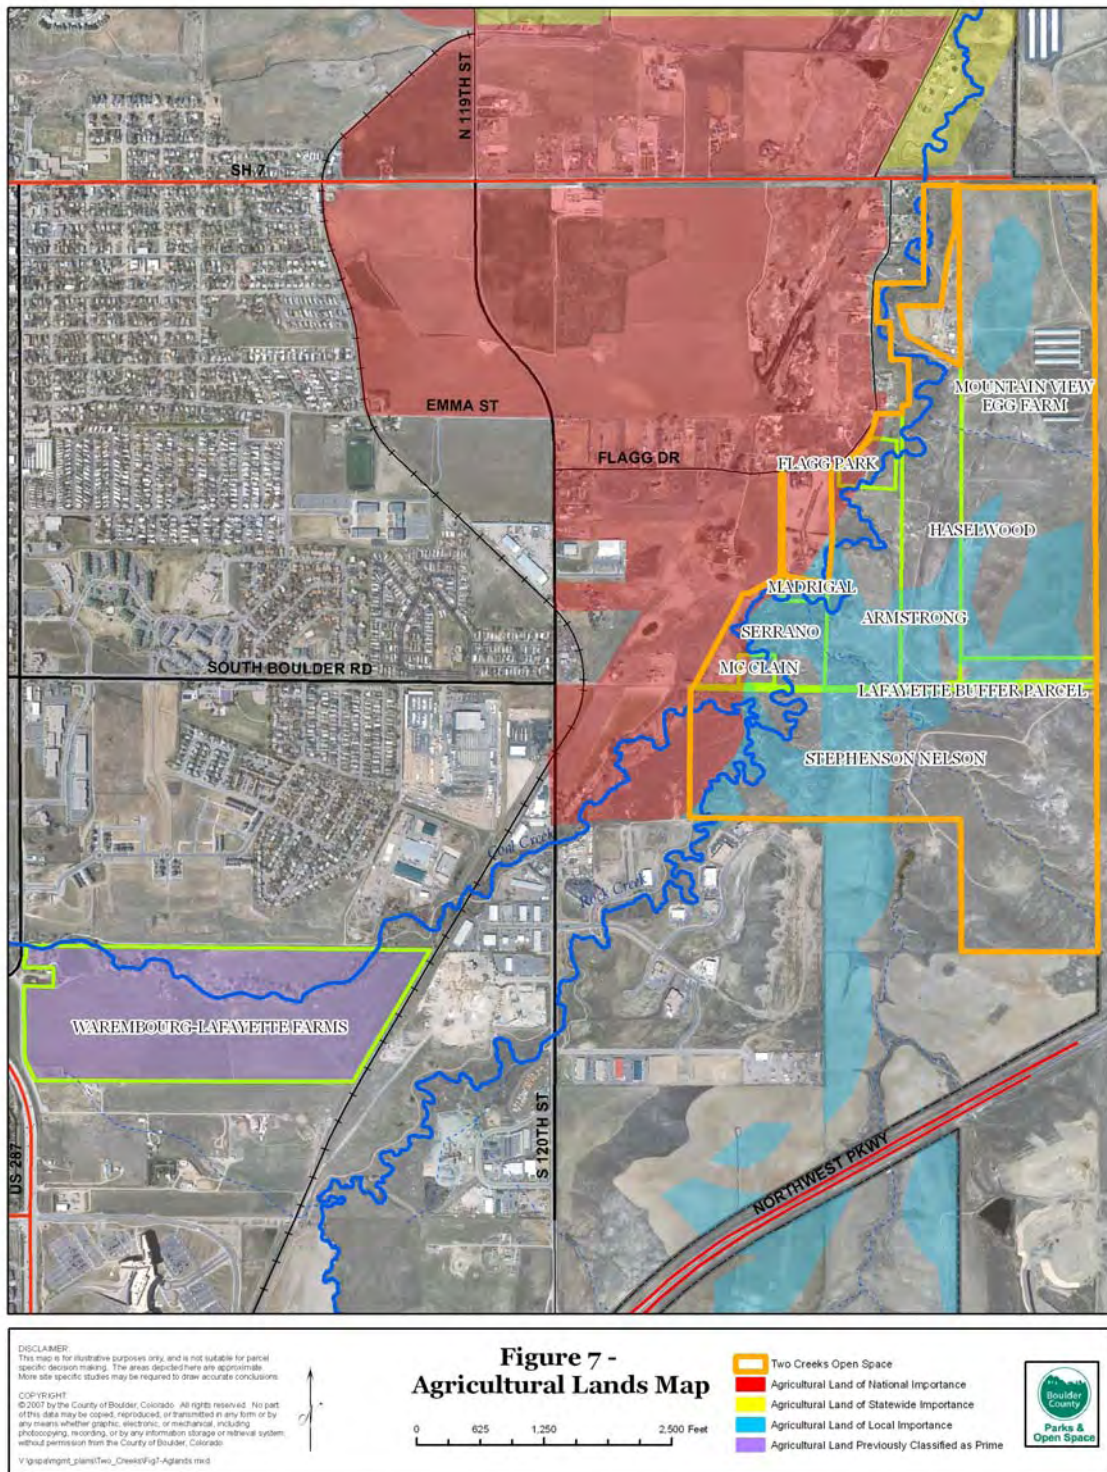 N 119TH ST
SH 7
EMMA ST
FLAGG DR
MOUNTAIN VIEW
EGG FARM
FLAGG PARK
HASELWOOD
MADRIGAL
ARMSTRONG
SERRANO
MC CLAIN
SOUTH BOULDER RD
LAFAYETTE BUFFER PARCEL
STEPHENSON NELSON
Coal Creek
Rock Creek
WAREMBOURG-LAFAYETTE FARMS
S 120TH ST
US 287
NORTHWEST PKWY
DISCLAIMER:
This map is for illustrative purposes only, and is not suitable for parcel
specific decision making. The areas depicted here are approximate.
More site specific studies may be required to draw accurate conclusions.
COPYRIGHT:
©2007 by the County of Boulder, Colorado. All rights reserved. No part
of this data may be copied, reproduced, or transmitted in any form or by
any means whether graphic, electronic, or mechanical, including
photocopying, recording, or by any information storage or retrieval system
without permission from the County of Boulder, Colorado.
Figure 7 -
Agricultural Lands Map
0 625 1,250 2,500 Feet
Two Creeks Open Space
Agricultural Land of National Importance
Agricultural Land of Statewide Importance
Agricultural Land of Local Importance
Agricultural Land Previously Classified as Prime
Boulder
County
Parks &
Open Space